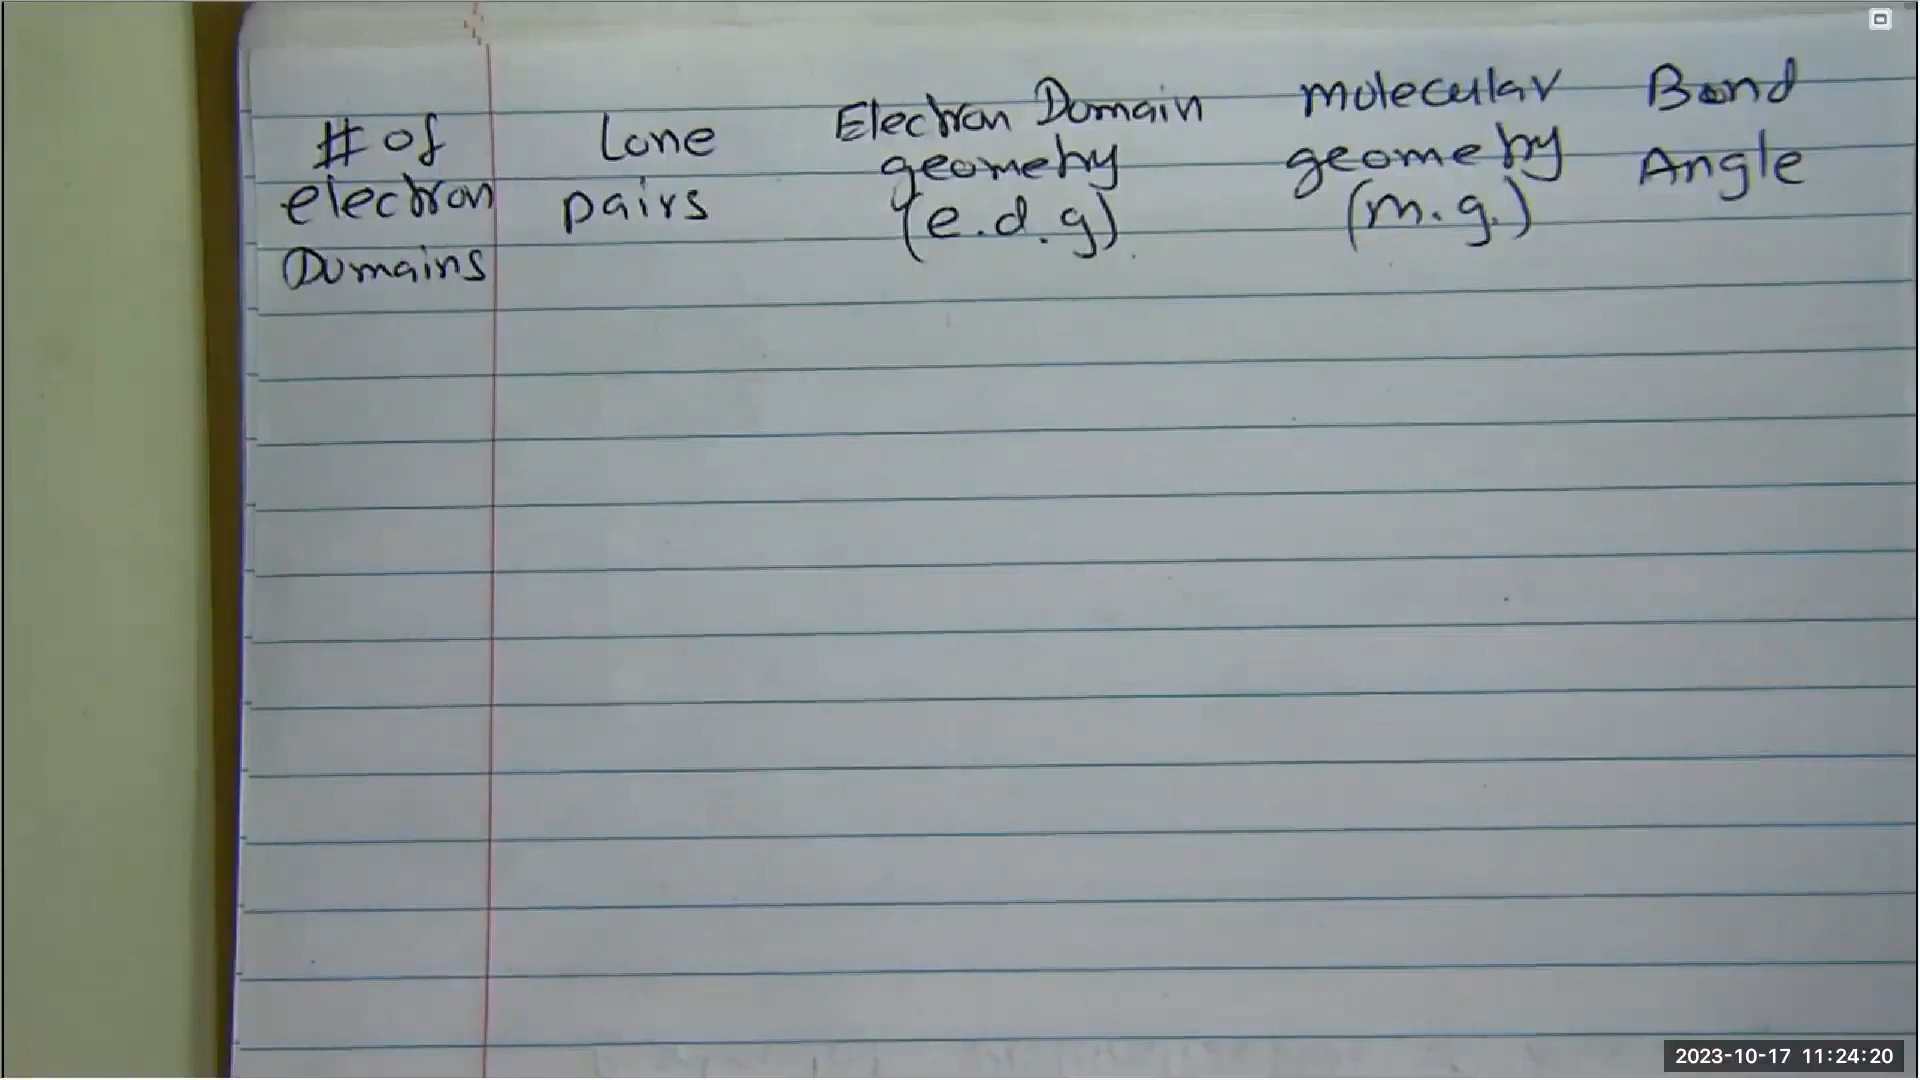 # of electron Domains
Lone pairs
Electron Domain geometry (e.d.g)
molecular geometry (m.g.)
Bond Angle
2023-10-17 11:24:20